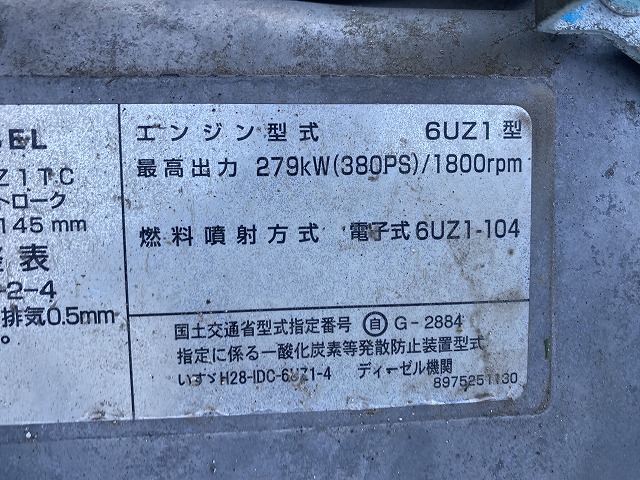 エンジン型式 6UZ1型
最高出力 279kW(380PS)/1800rpm
燃料噴射方式 電子式6UZ1-104
国土交通省型式指定番号 自 G-2884
指定に係る一酸化炭素等発散防止装置型式
いすゞH28-IDC-6UZ1-4 ディーゼル機関
8975251130
SEL
Z1TC
トローク
145 mm
表
-2-4
排気0.5mm
。